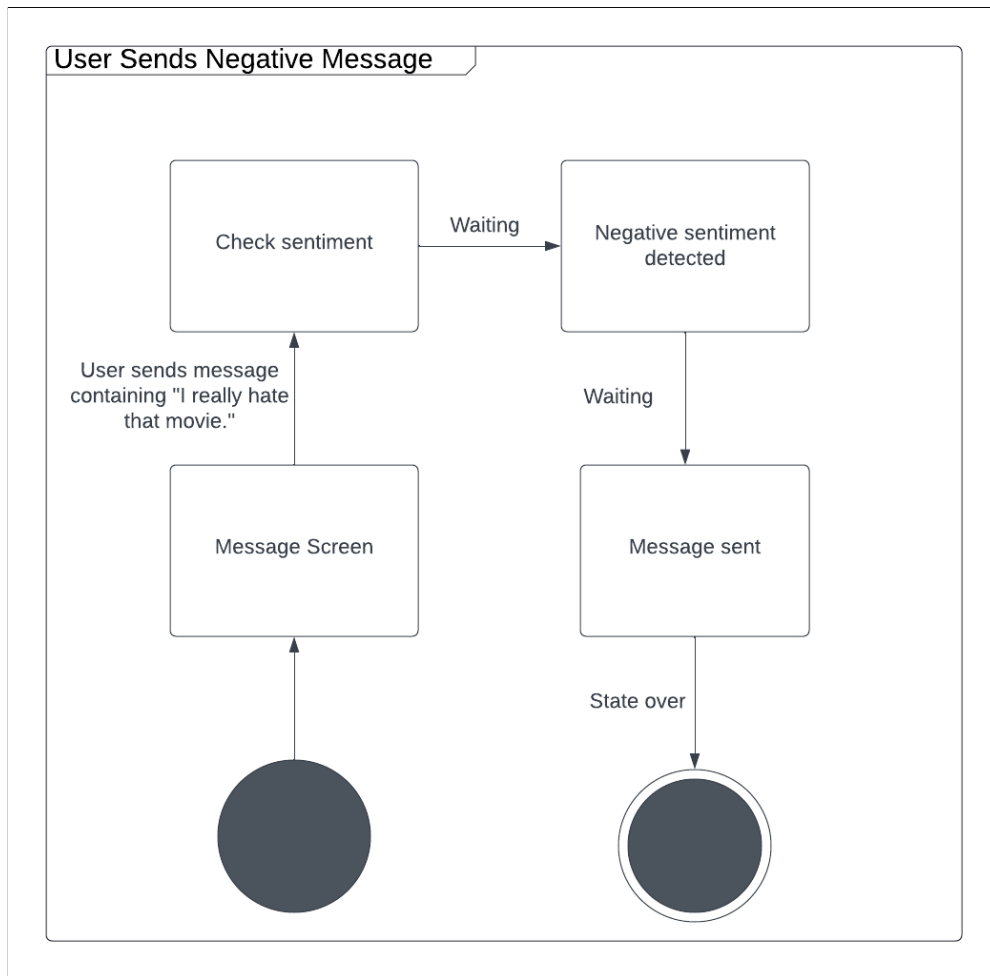 User Sends Negative Message
Check sentiment
Waiting
Negative sentiment
detected
User sends message
containing "I really hate
that movie."
Waiting
Message Screen
Message sent
State over